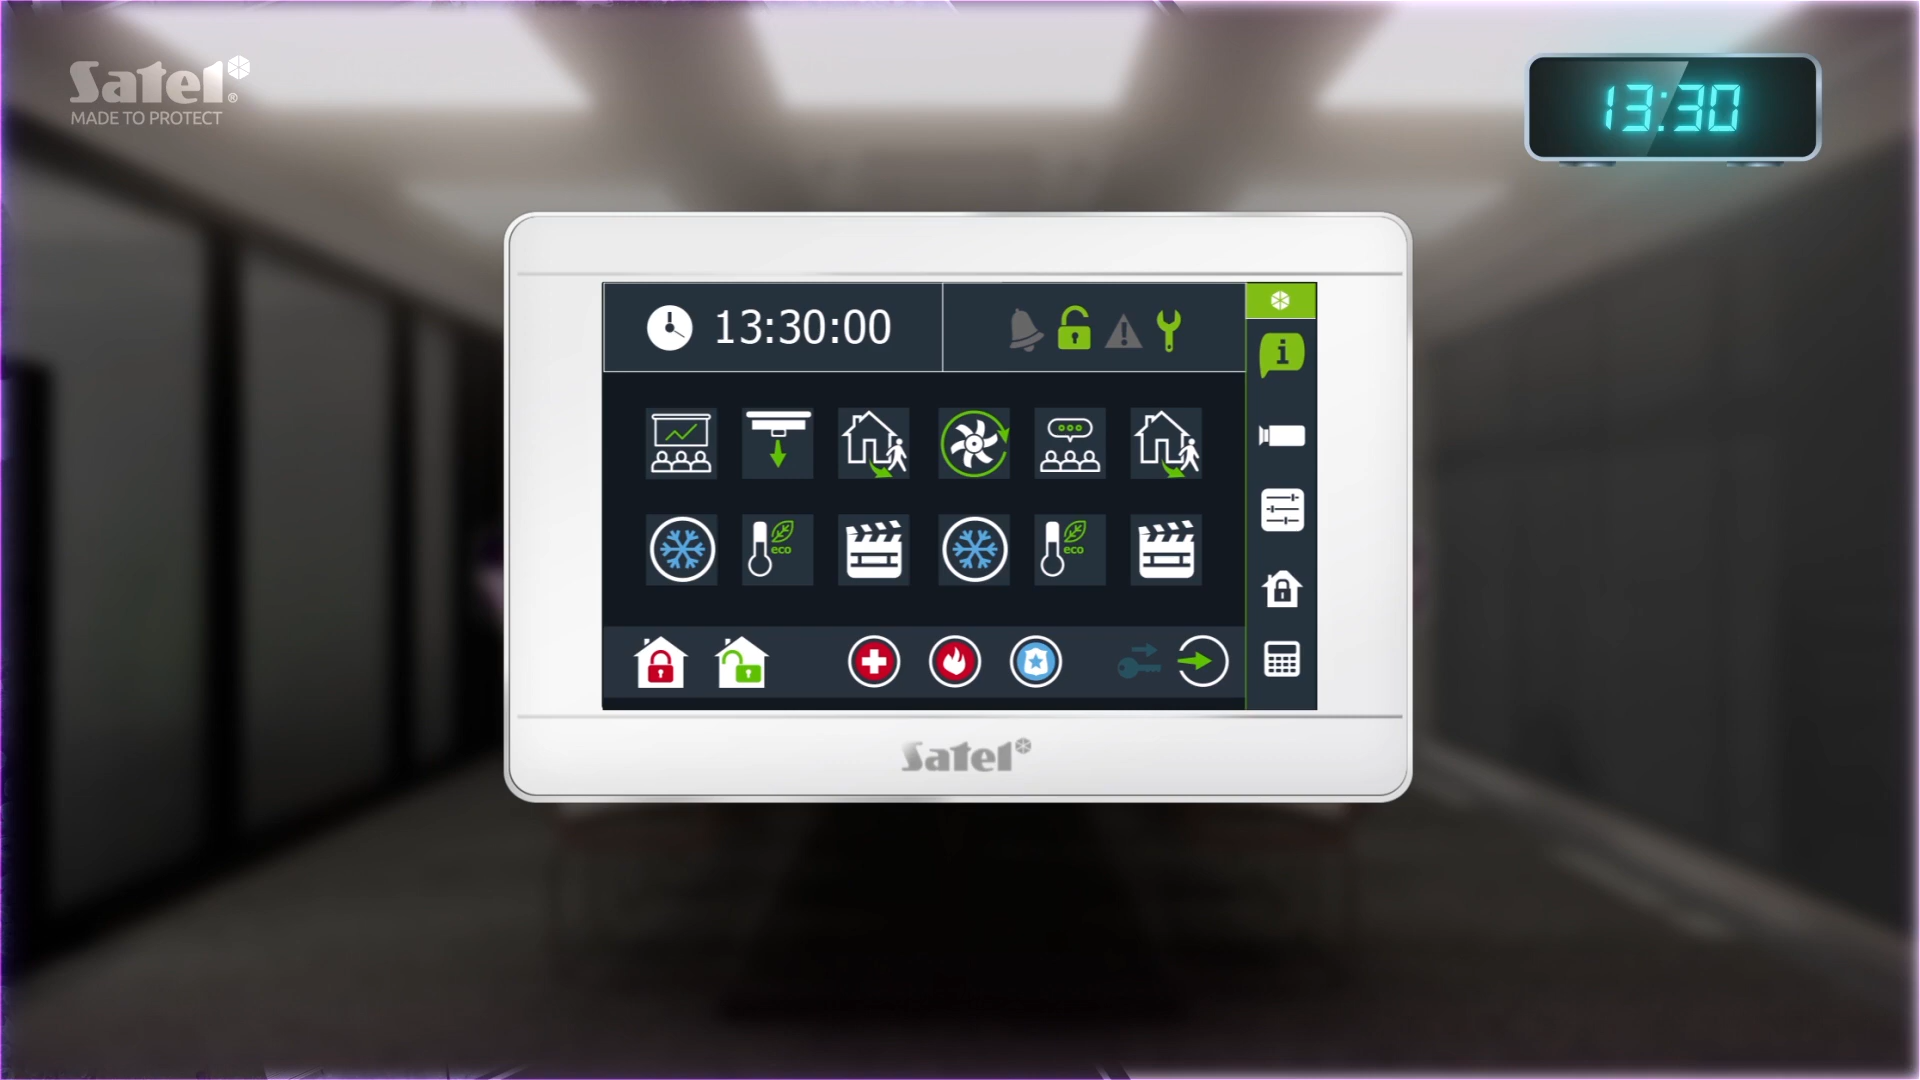 Satel®
MADE TO PROTECT
13:30
13:30:00
i
eco
eco
Satel